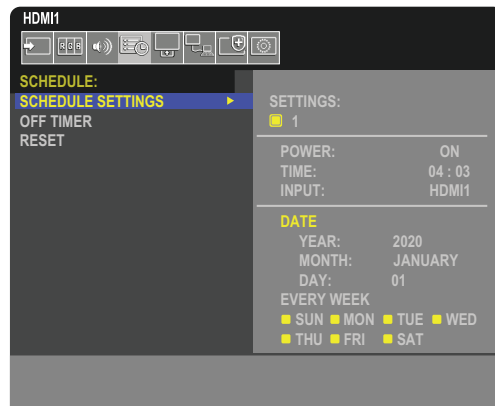 HDMI1
RGB
SCHEDULE:
SCHEDULE SETTINGS
OFF TIMER
RESET
SETTINGS:
1
POWER: ON
TIME: 04 : 03
INPUT: HDMI1
DATE
YEAR: 2020
MONTH: JANUARY
DAY: 01
EVERY WEEK
SUN MON TUE WED
THU FRI SAT